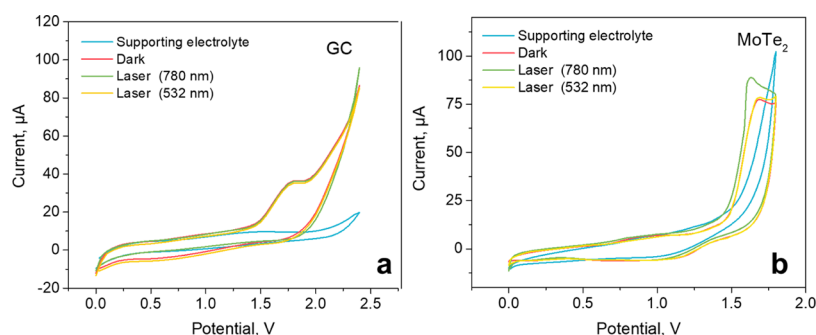 120
100
80
60
40
20
0
-20
Current, µA
Supporting electrolyte
Dark
Laser (780 nm)
Laser (532 nm)
GC
a
0.0 0.5 1.0 1.5 2.0 2.5
Potential, V
100
75
50
25
0
Current, µA
Supporting electrolyte
Dark
Laser (780 nm)
Laser (532 nm)
MoTe2
b
0.0 0.5 1.0 1.5 2.0
Potential, V